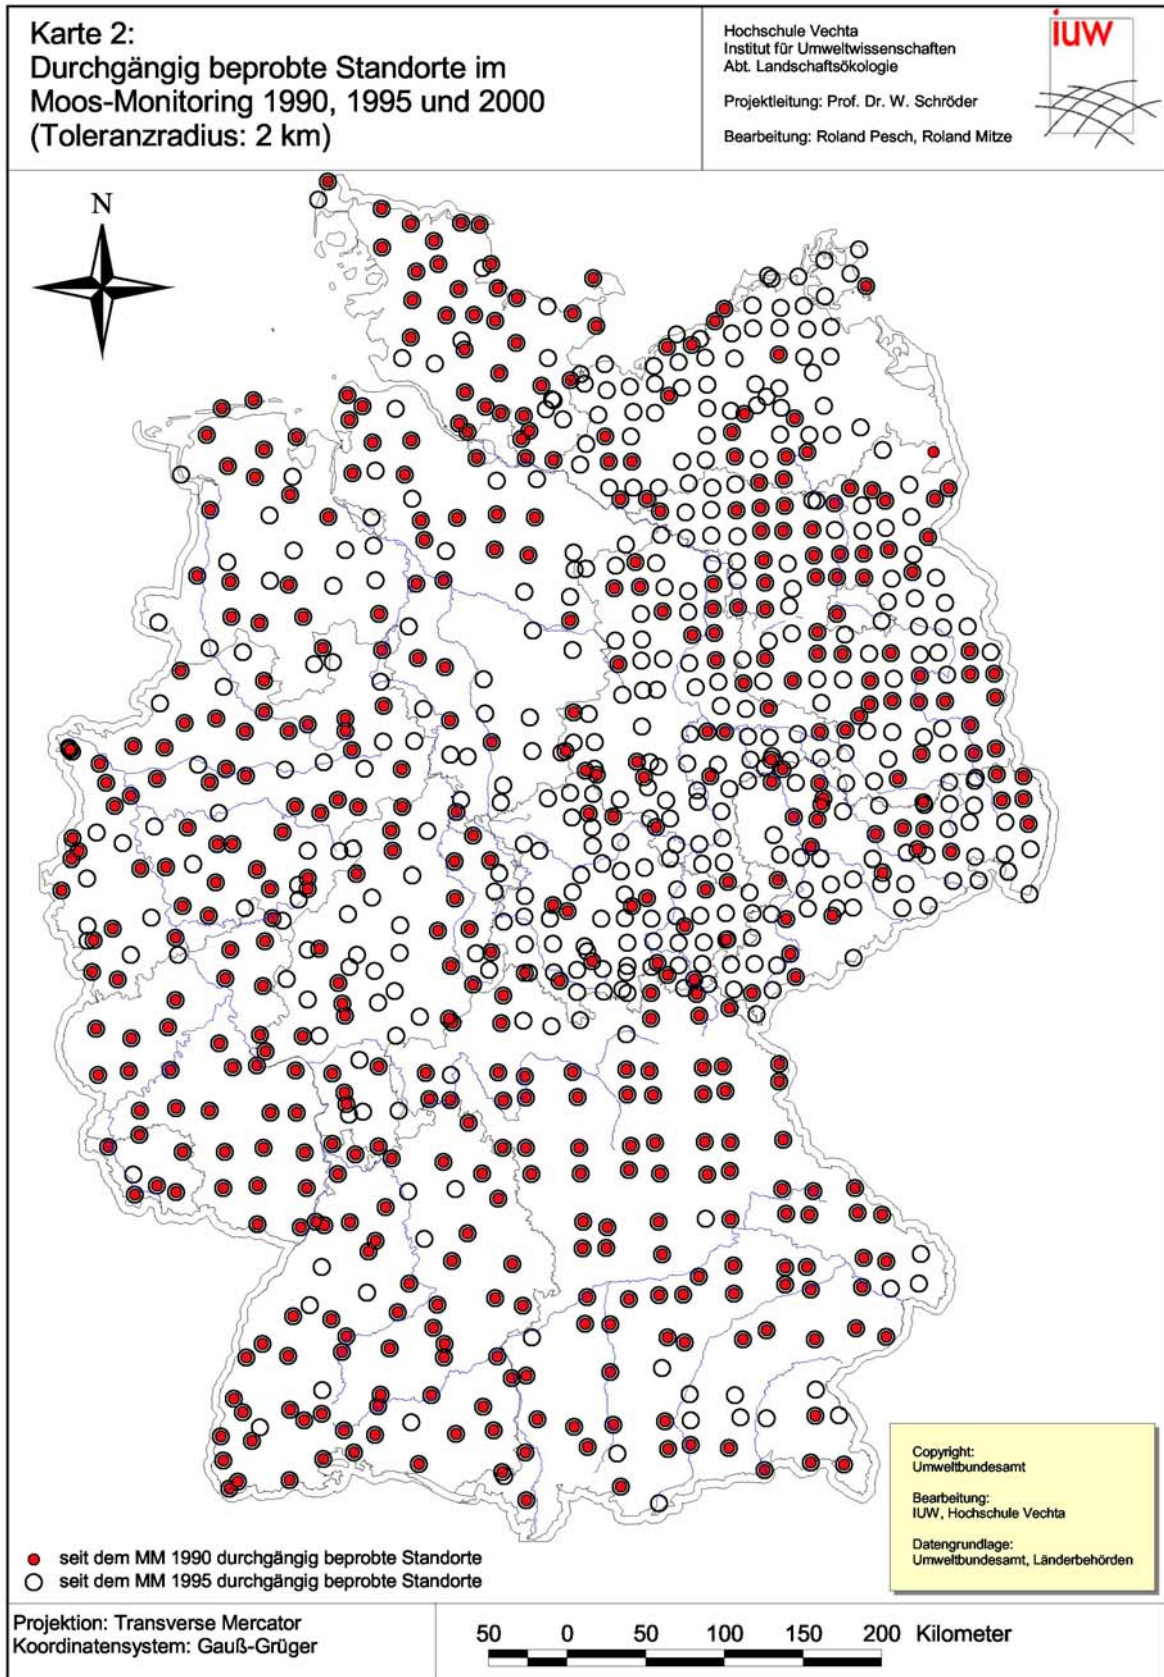 Karte 2:
Durchgängig beprobte Standorte im
Moos-Monitoring 1990, 1995 und 2000
(Toleranzradius: 2 km)
Hochschule Vechta
Institut für Umweltwissenschaften
Abt. Landschaftsökologie
Projektleitung: Prof. Dr. W. Schröder
Bearbeitung: Roland Pesch, Roland Mitze
iuw
N
Copyright:
Umweltbundesamt
Bearbeitung:
IUW, Hochschule Vechta
Datengrundlage:
Umweltbundesamt, Länderbehörden
seit dem MM 1990 durchgängig beprobte Standorte
seit dem MM 1995 durchgängig beprobte Standorte
Projektion: Transverse Mercator
Koordinatensystem: Gauß-Grüger
50 0 50 100 150 200 Kilometer